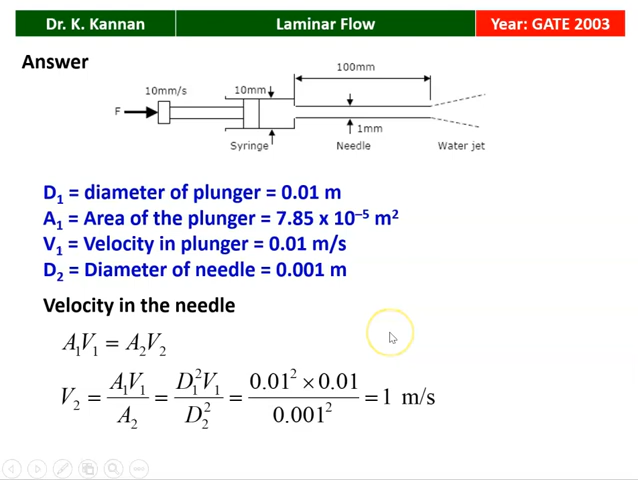 Dr. K. Kannan
Laminar Flow
Year: GATE 2003
Answer
100mm
10mm/s
10mm
F
1mm
Syringe
Needle
Water jet
D₁ = diameter of plunger = 0.01 m
A₁ = Area of the plunger = 7.85 x 10⁻⁵ m²
V₁ = Velocity in plunger = 0.01 m/s
D₂ = Diameter of needle = 0.001 m
Velocity in the needle
A₁V₁ = A₂V₂
V₂ = A₁V₁ / A₂ = D₁²V₁ / D₂² = 0.01² × 0.01 / 0.001² = 1 m/s